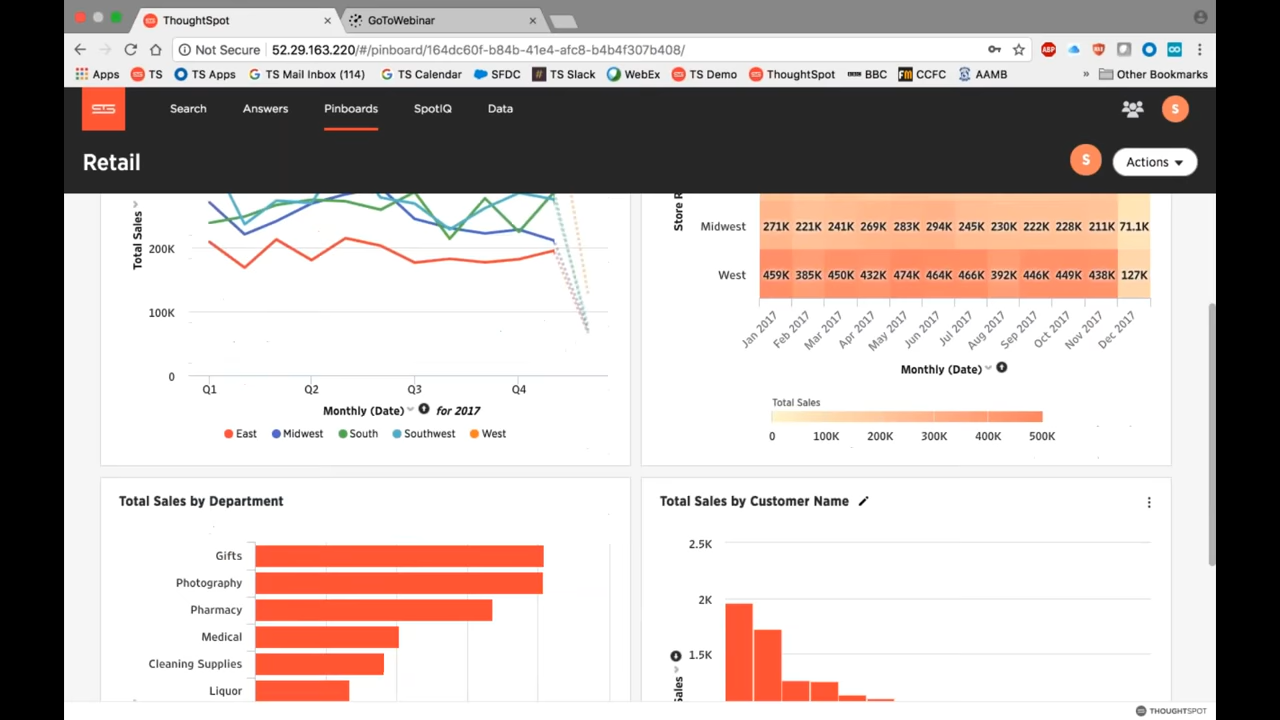 ThoughtSpot
GoToWebinar
Not Secure 52.29.163.220/#/pinboard/164dc60f-b84b-41e4-afc8-b4b4f307b408/
ABP
Apps TS TS Apps TS Mail Inbox (114) TS Calendar SFDC TS Slack WebEx TS Demo ThoughtSpot BBC CCFC AAMB » Other Bookmarks
Search Answers Pinboards SpotIQ Data S
Retail S Actions
Total Sales
200K
100K
0
Q1 Q2 Q3 Q4
Monthly (Date) for 2017
East Midwest South Southwest West
Store R
Midwest 271K 221K 241K 269K 283K 294K 245K 230K 222K 228K 211K 71.1K
West 459K 385K 450K 432K 474K 464K 466K 392K 446K 449K 438K 127K
Jan 2017 Feb 2017 Mar 2017 Apr 2017 May 2017 Jun 2017 Jul 2017 Aug 2017 Sep 2017 Oct 2017 Nov 2017 Dec 2017
Monthly (Date)
Total Sales
0 100K 200K 300K 400K 500K
Total Sales by Department
Gifts
Photography
Pharmacy
Medical
Cleaning Supplies
Liquor
Total Sales by Customer Name
2.5K
2K
1.5K
Sales
THOUGHTSPOT